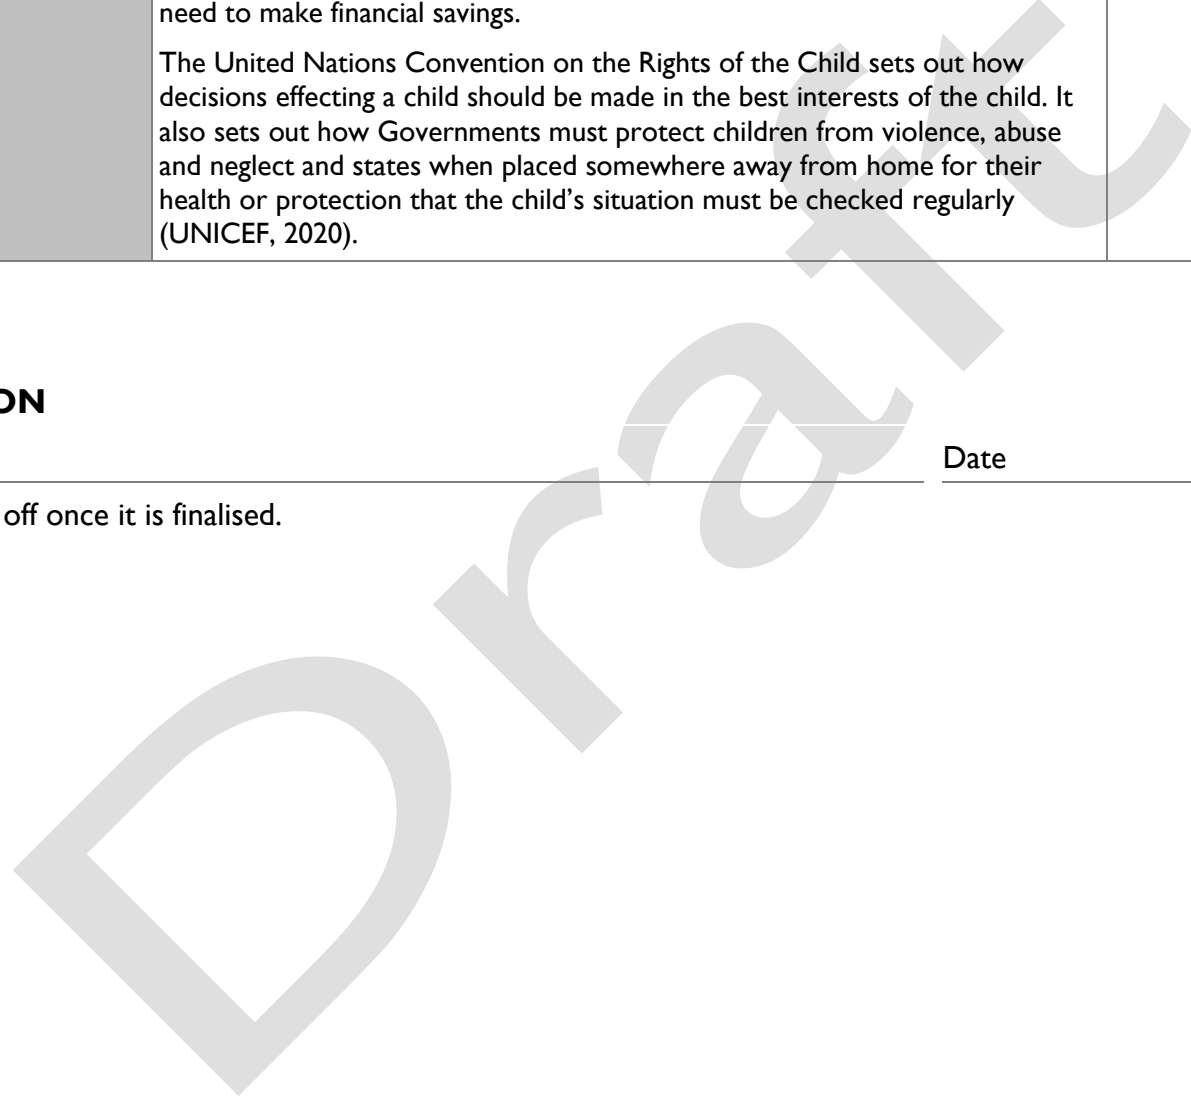 need to make financial savings.
The United Nations Convention on the Rights of the Child sets out how
decisions effecting a child should be made in the best interests of the child. It
also sets out how Governments must protect children from violence, abuse
and neglect and states when placed somewhere away from home for their
health or protection that the child’s situation must be checked regularly
(UNICEF, 2020).
ON
Date
off once it is finalised.
Draft